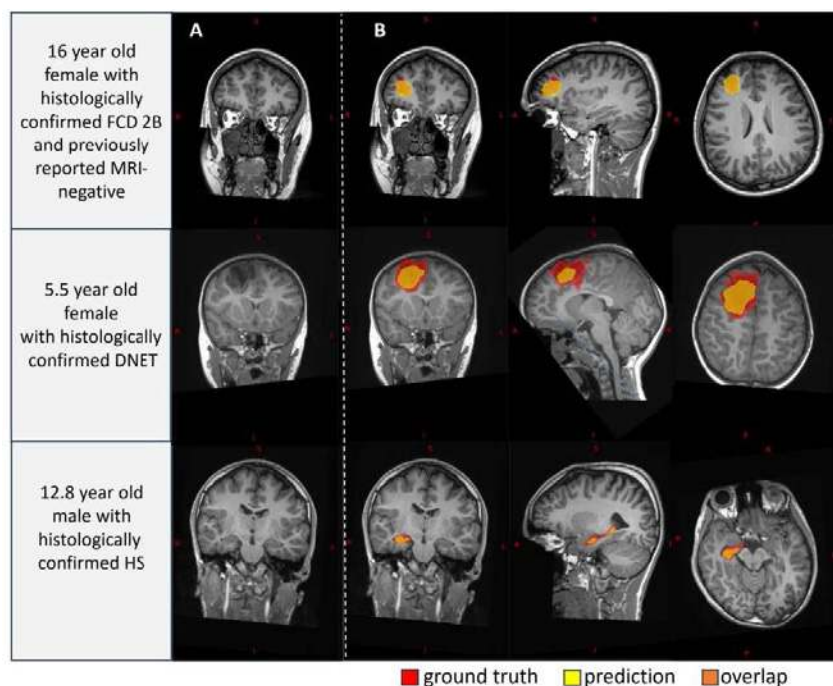 A
B
16 year old
female with
histologically
confirmed FCD 2B
and previously
reported MRI-
negative
5.5 year old
female
with histologically
confirmed DNET
12.8 year old
male with
histologically
confirmed HS
ground truth
prediction
overlap